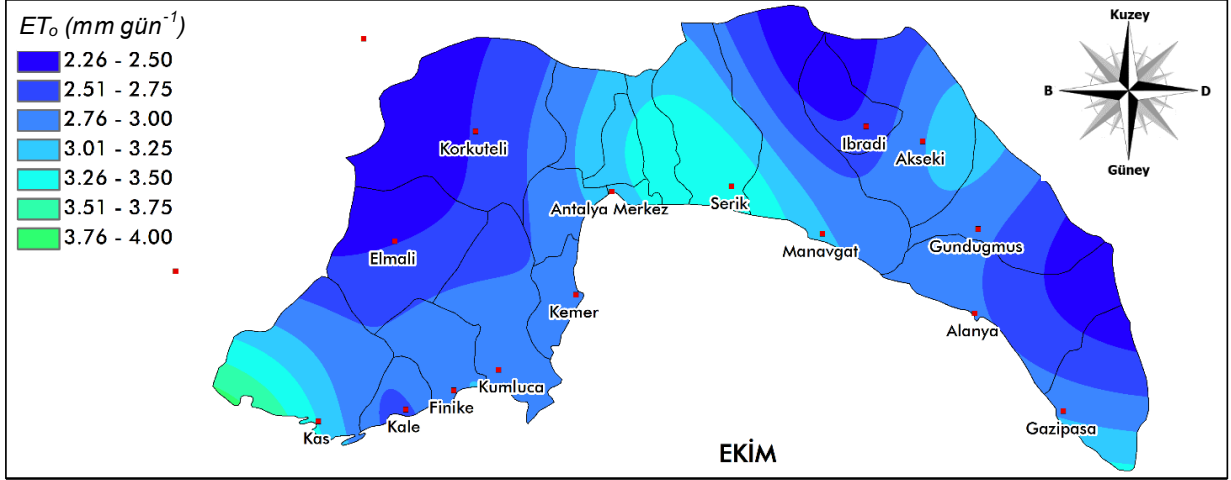 ETo (mm gün-1)
2.26 - 2.50
2.51 - 2.75
2.76 - 3.00
3.01 - 3.25
3.26 - 3.50
3.51 - 3.75
3.76 - 4.00
Kuzey
B
D
Güney
Korkuteli
Ibradi
Akseki
Antalya Merkez
Serik
Elmali
Manavgat
Gundugmus
Kemer
Alanya
Kumluca
Finike
Kale
Kas
Gazipasa
EKİM